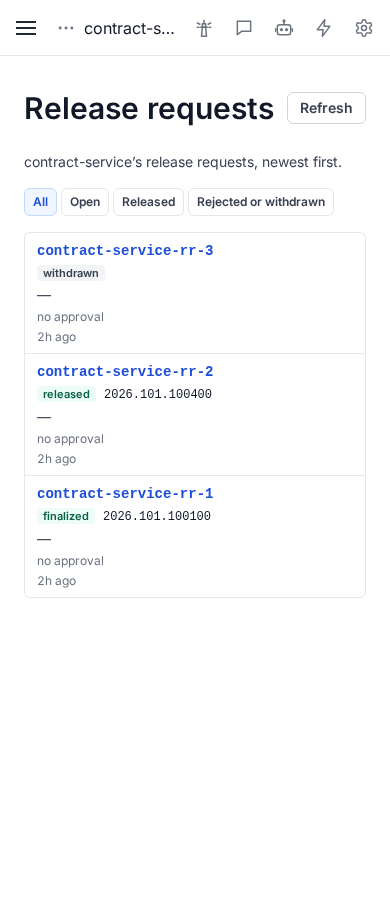 contract-s...
Release requests
Refresh
contract-service’s release requests, newest first.
All
Open
Released
Rejected or withdrawn
contract-service-rr-3
withdrawn
—
no approval
2h ago
contract-service-rr-2
released 2026.101.100400
—
no approval
2h ago
contract-service-rr-1
finalized 2026.101.100100
—
no approval
2h ago